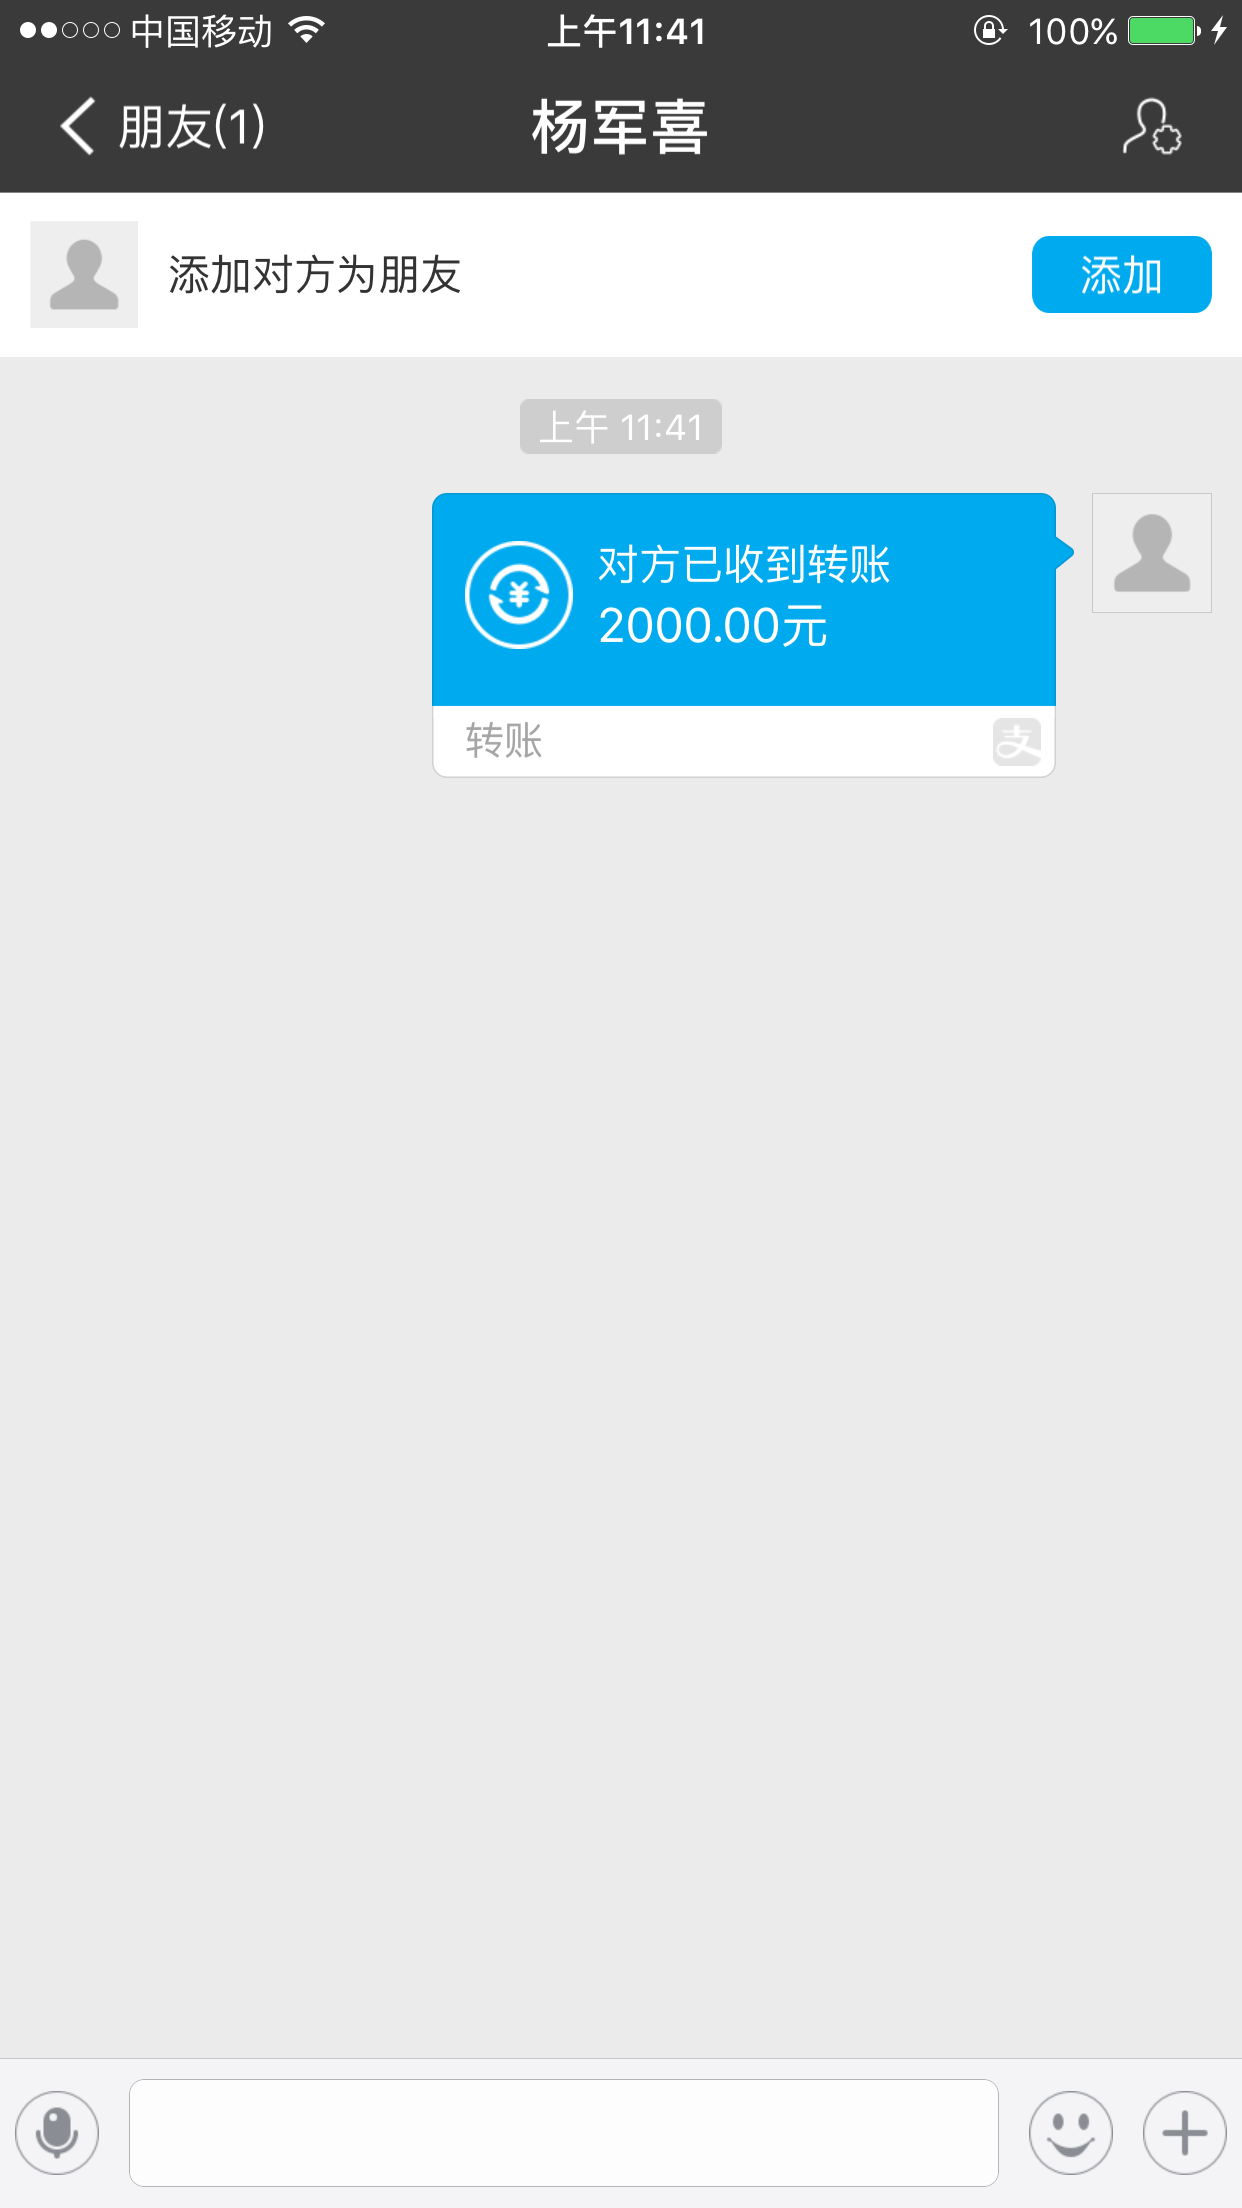 中国移动
上午11:41
100%
朋友(1)
杨军喜
添加对方为朋友
添加
上午 11:41
对方已收到转账
2000.00元
转账
支